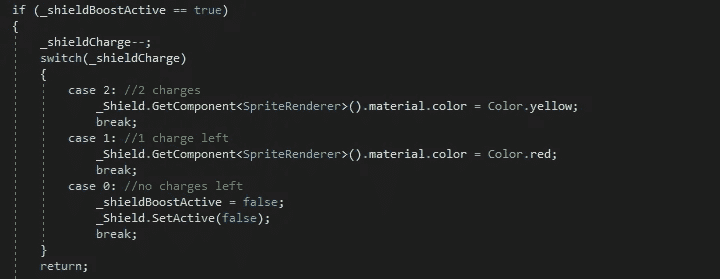 if (_shieldBoostActive == true)
{
_shieldCharge--;
switch(_shieldCharge)
{
case 2: //2 charges
_Shield.GetComponent<SpriteRenderer>().material.color = Color.yellow;
break;
case 1: //1 charge left
_Shield.GetComponent<SpriteRenderer>().material.color = Color.red;
break;
case 0: //no charges left
_shieldBoostActive = false;
_Shield.SetActive(false);
break;
}
return;